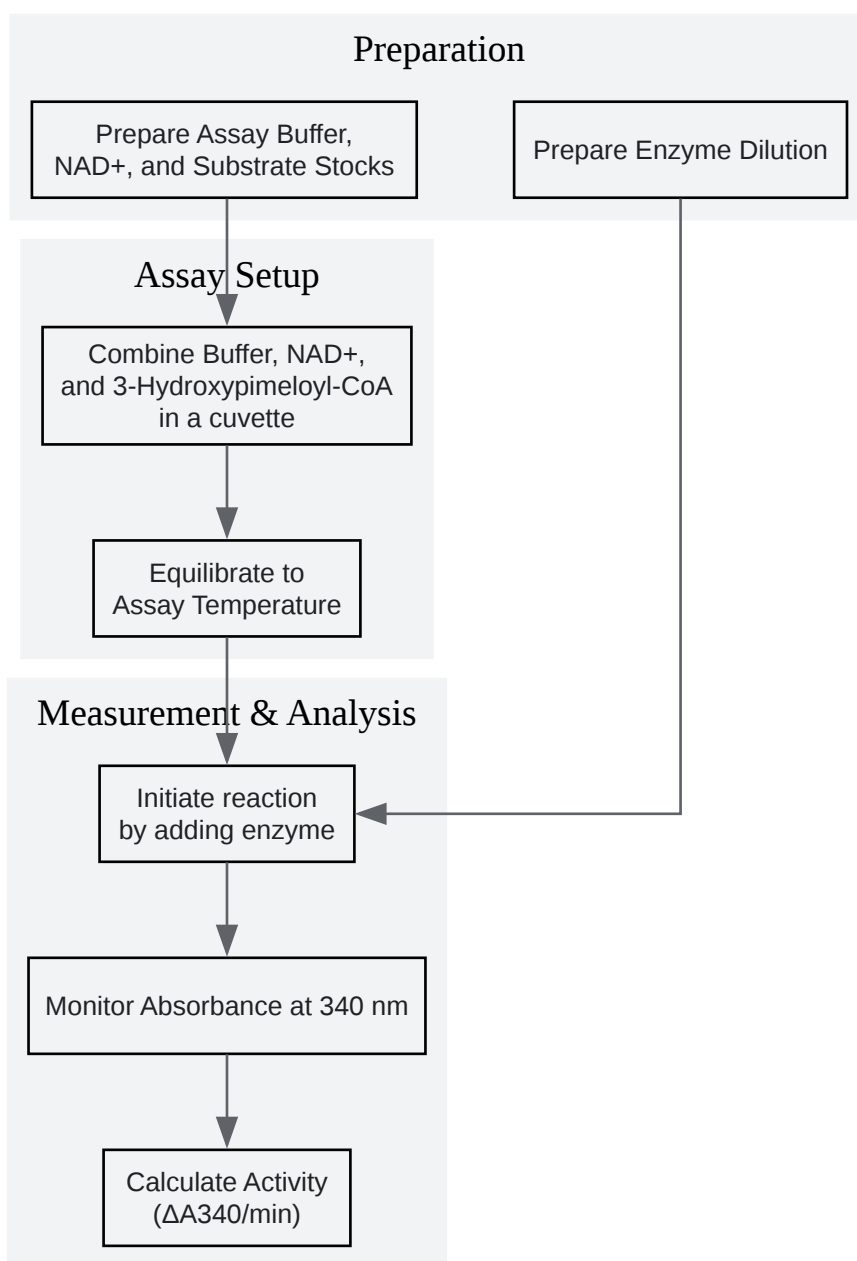 Preparation
Prepare Assay Buffer,
NAD+, and Substrate Stocks
Prepare Enzyme Dilution
Assay Setup
Combine Buffer, NAD+,
and 3-Hydroxypimeloyl-CoA
in a cuvette
Equilibrate to
Assay Temperature
Measurement & Analysis
Initiate reaction
by adding enzyme
Monitor Absorbance at 340 nm
Calculate Activity
(ΔA340/min)